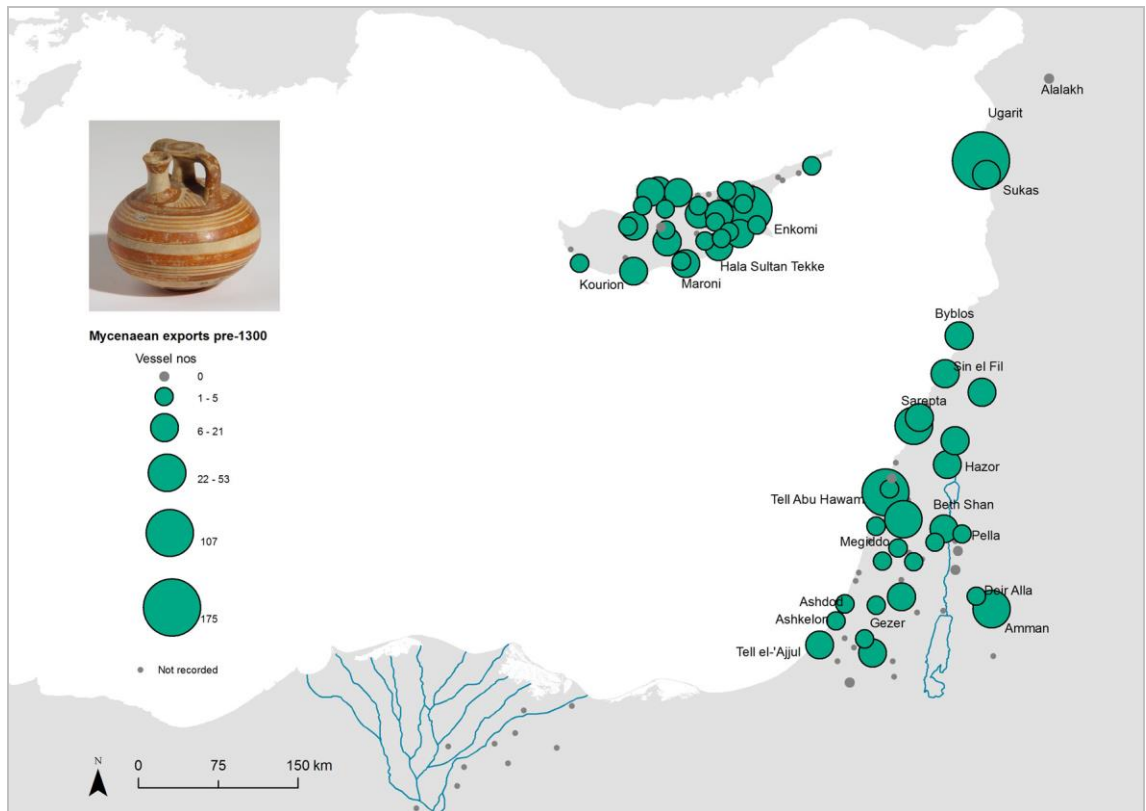 Alalakh
Ugarit
Sukas
Enkomi
Hala Sultan Tekke
Kourion
Maroni
Byblos
Mycenaean exports pre-1300
Vessel nos
0
1 - 5
6 - 21
22 - 53
107
175
Not recorded
Sin el Fil
Sarepta
Hazor
Tell Abu Hawam
Beth Shan
Pella
Megiddo
Deir Alla
Ashdod
Ashkelon
Gezer
Amman
Tell el-'Ajjul
N
0 75 150 km